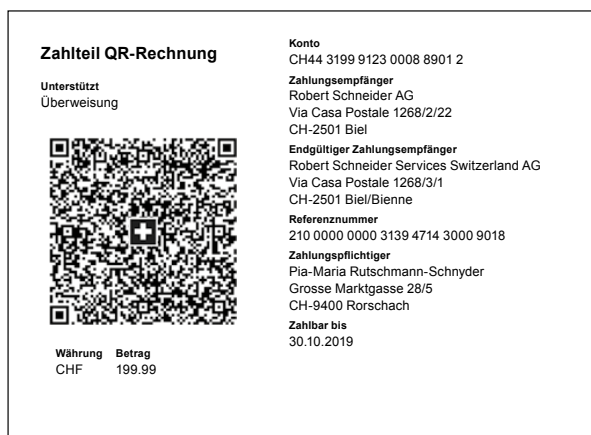 Zahlteil QR-Rechnung
Unterstützt
Überweisung
Währung Betrag
CHF 199.99
Konto
CH44 3199 9123 0008 8901 2
Zahlungsempfänger
Robert Schneider AG
Via Casa Postale 1268/2/22
CH-2501 Biel
Endgültiger Zahlungsempfänger
Robert Schneider Services Switzerland AG
Via Casa Postale 1268/3/1
CH-2501 Biel/Bienne
Referenznummer
210 0000 0000 3139 4714 3000 9018
Zahlungspflichtiger
Pia-Maria Rutschmann-Schnyder
Grosse Marktgasse 28/5
CH-9400 Rorschach
Zahlbar bis
30.10.2019